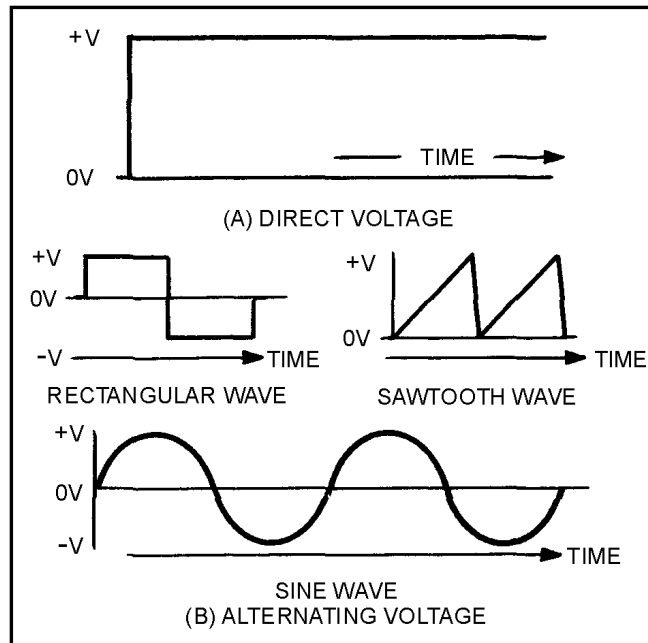 +V
TIME
0V
(A) DIRECT VOLTAGE
+V
0V
-V
TIME
RECTANGULAR WAVE
+V
0V
TIME
SAWTOOTH WAVE
+V
0V
-V
TIME
SINE WAVE
(B) ALTERNATING VOLTAGE